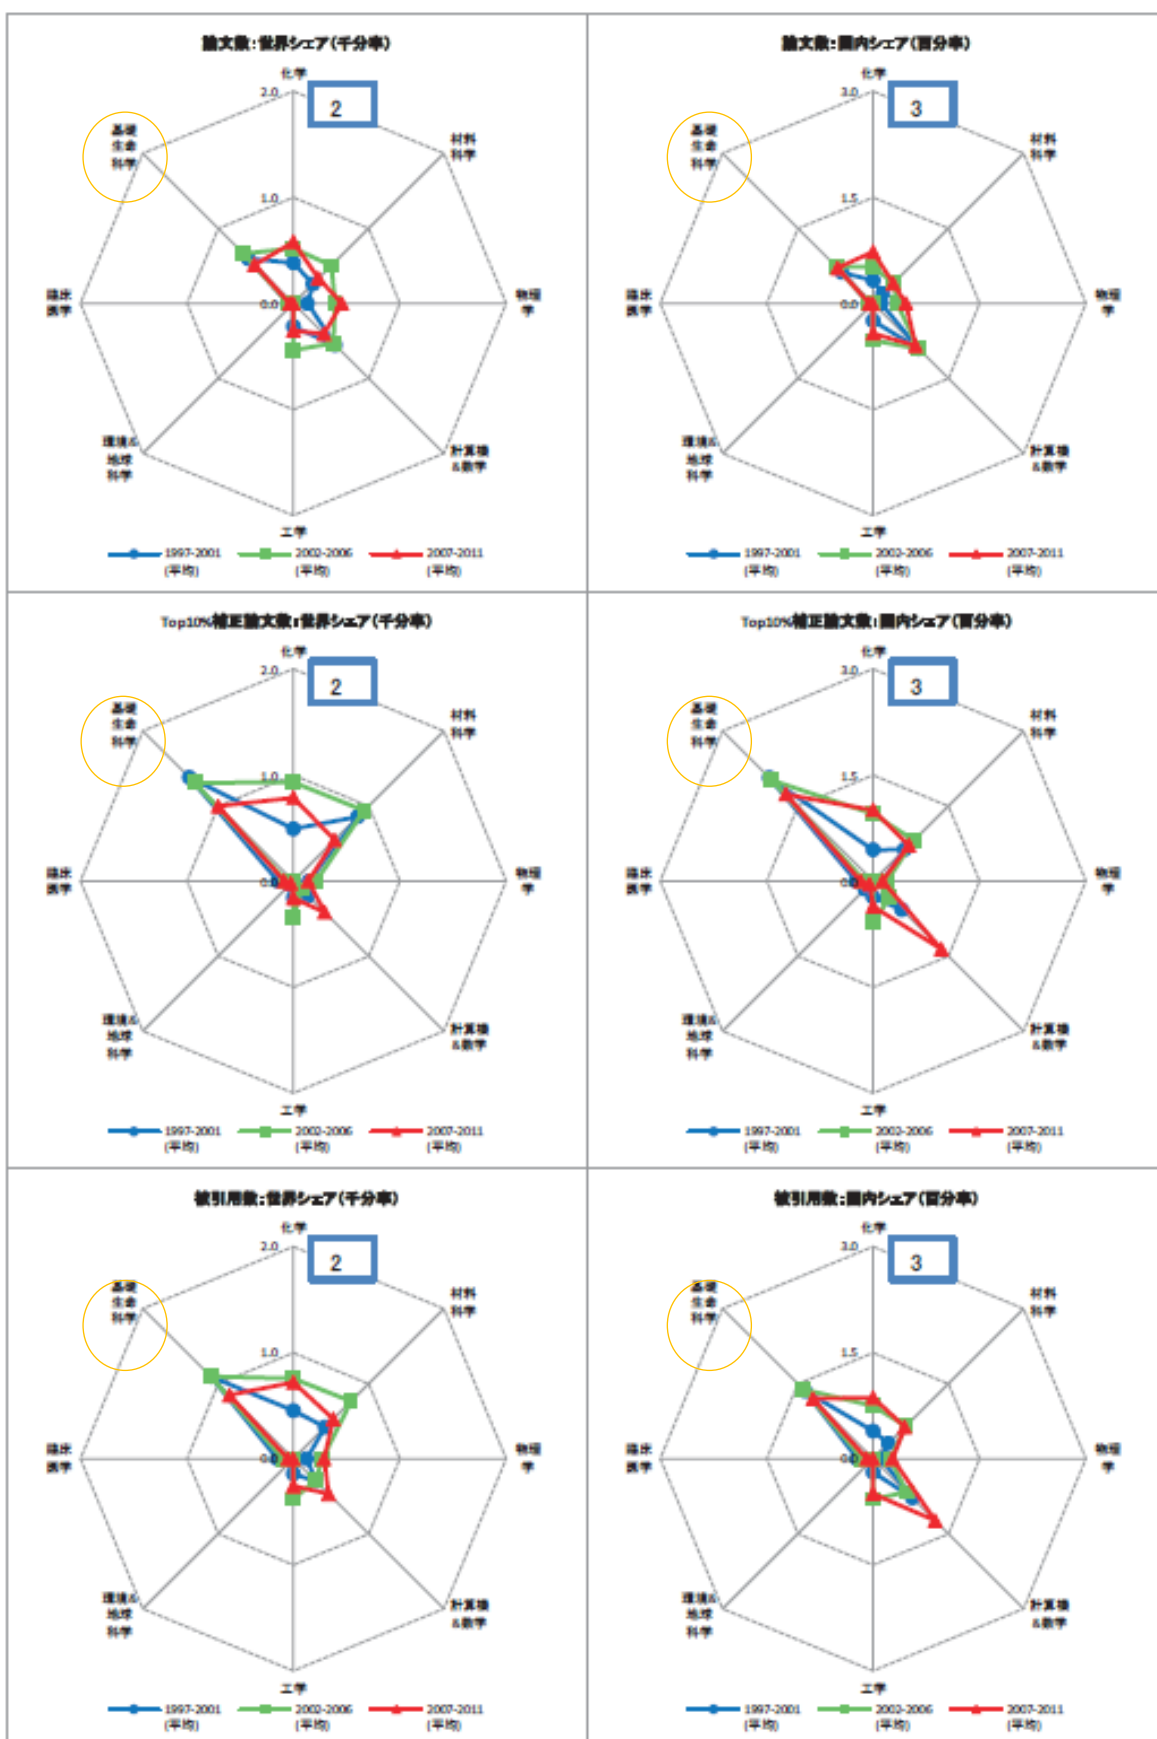 論文数:世界シェア(千分率)
化学
2.0
2
基礎
生命
科学
材料
科学
1.0
臨床
医学
0.0
物理
学
環境&
地球
科学
計算機
&数学
工学
1997-2001
(平均)
2002-2006
(平均)
2007-2011
(平均)
論文数:国内シェア(百分率)
化学
3.0
3
基礎
生命
科学
材料
科学
1.5
臨床
医学
0.0
物理
学
環境&
地球
科学
計算機
&数学
工学
1997-2001
(平均)
2002-2006
(平均)
2007-2011
(平均)
Top10%補正論文数:世界シェア(千分率)
化学
2.0
2
基礎
生命
科学
材料
科学
1.0
臨床
医学
0.0
物理
学
環境&
地球
科学
計算機
&数学
工学
1997-2001
(平均)
2002-2006
(平均)
2007-2011
(平均)
Top10%補正論文数:国内シェア(百分率)
化学
3.0
3
基礎
生命
科学
材料
科学
1.5
臨床
医学
0.0
物理
学
環境&
地球
科学
計算機
&数学
工学
1997-2001
(平均)
2002-2006
(平均)
2007-2011
(平均)
被引用数:世界シェア(千分率)
化学
2.0
2
基礎
生命
科学
材料
科学
1.0
臨床
医学
0.0
物理
学
環境&
地球
科学
計算機
&数学
工学
1997-2001
(平均)
2002-2006
(平均)
2007-2011
(平均)
被引用数:国内シェア(百分率)
化学
3.0
3
基礎
生命
科学
材料
科学
1.5
臨床
医学
0.0
物理
学
環境&
地球
科学
計算機
&数学
工学
1997-2001
(平均)
2002-2006
(平均)
2007-2011
(平均)